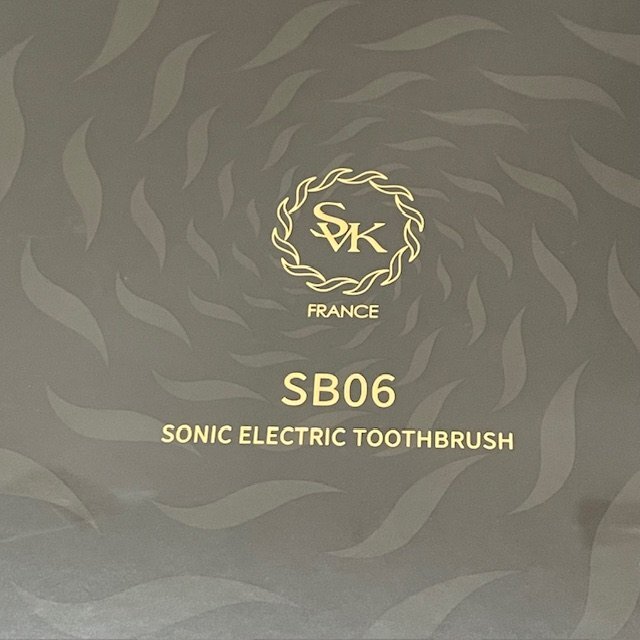 SVK
FRANCE
SB06
SONIC ELECTRIC TOOTHBRUSH